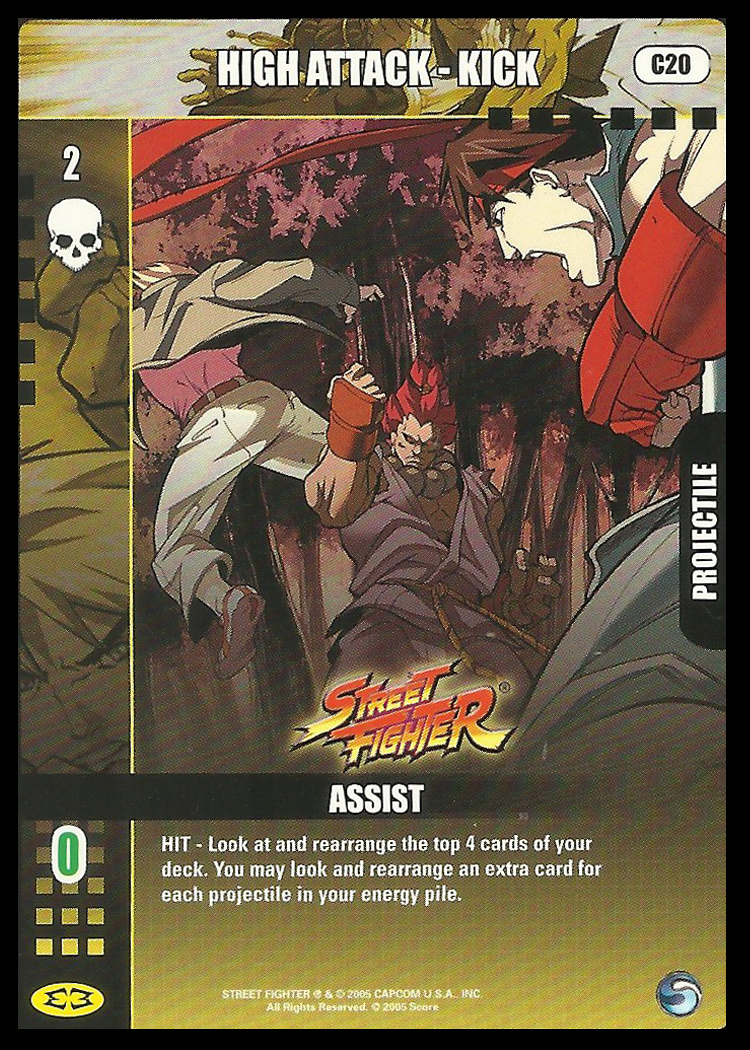 HIGH ATTACK - KICK
C20
2
PROJECTILE
STREET
FIGHTER ®
ASSIST
0
HIT - Look at and rearrange the top 4 cards of your
deck. You may look and rearrange an extra card for
each projectile in your energy pile.
STREET FIGHTER ® & © 2005 CAPCOM U.S.A., INC.
All Rights Reserved. © 2005 Score